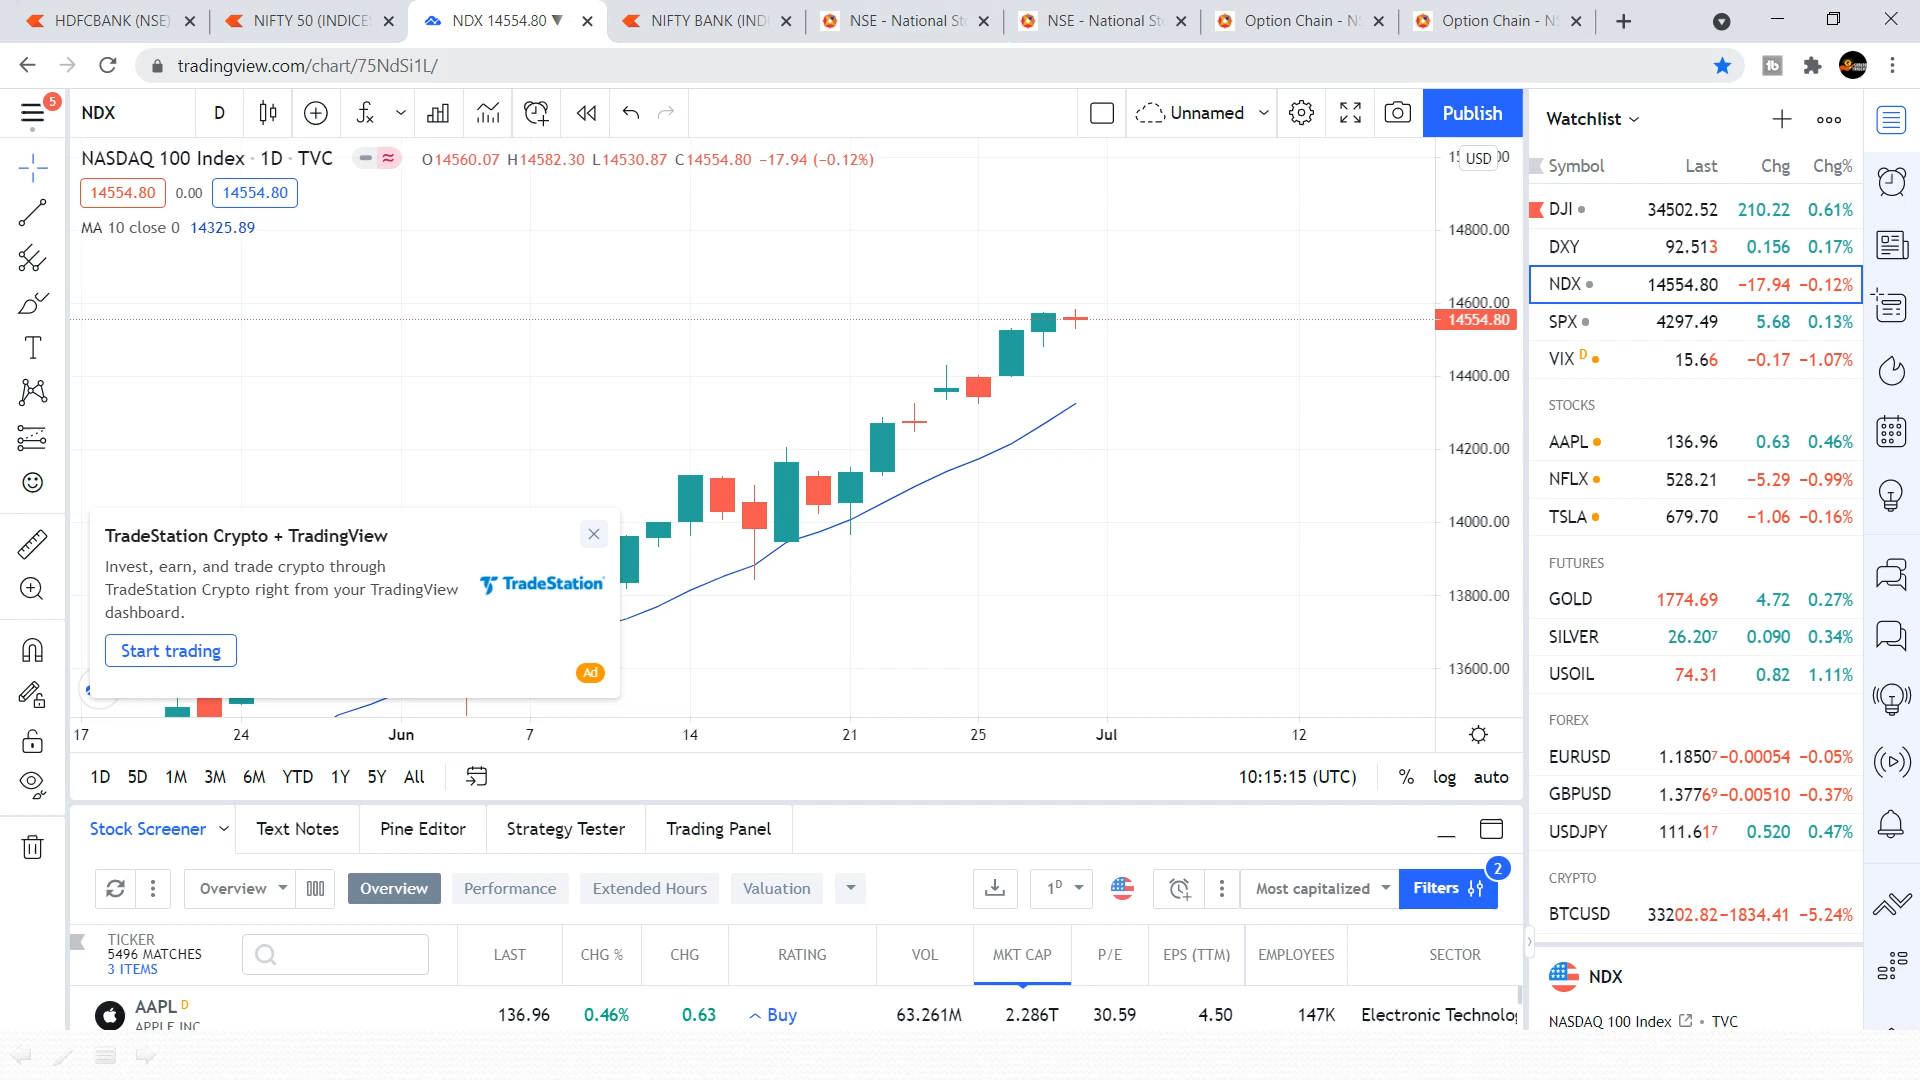 HDFCBANK (NSE)
NIFTY 50 (INDICES
NDX 14554.80 ▼
NIFTY BANK (IND
NSE - National St
NSE - National St
Option Chain - NS
Option Chain - NS
tradingview.com/chart/75NdSi1L/
5
NDX
D
Unnamed
Publish
NASDAQ 100 Index · 1D · TVC
O14560.07 H14582.30 L14530.87 C14554.80 −17.94 (−0.12%)
14554.80 0.00 14554.80
MA 10 close 0 14325.89
USD
14800.00
14600.00
14554.80
14400.00
14200.00
14000.00
13800.00
13600.00
TradeStation Crypto + TradingView
Invest, earn, and trade crypto through
TradeStation Crypto right from your TradingView
dashboard.
TradeStation
Start trading
Ad
17 24 Jun 7 14 21 25 Jul 12
1D 5D 1M 3M 6M YTD 1Y 5Y All
10:15:15 (UTC) % log auto
Stock Screener
Text Notes
Pine Editor
Strategy Tester
Trading Panel
Overview
Overview
Performance
Extended Hours
Valuation
1D
Most capitalized
Filters
2
TICKER
5496 MATCHES
3 ITEMS
LAST CHG % CHG RATING VOL MKT CAP P/E EPS (TTM) EMPLOYEES SECTOR
AAPL D 136.96 0.46% 0.63 Buy 63.261M 2.286T 30.59 4.50 147K Electronic Technolog
APPLE INC
Watchlist
Symbol Last Chg Chg%
DJI 34502.52 210.22 0.61%
DXY 92.513 0.156 0.17%
NDX 14554.80 −17.94 −0.12%
SPX 4297.49 5.68 0.13%
VIX D 15.66 −0.17 −1.07%
STOCKS
AAPL 136.96 0.63 0.46%
NFLX 528.21 −5.29 −0.99%
TSLA 679.70 −1.06 −0.16%
FUTURES
GOLD 1774.69 4.72 0.27%
SILVER 26.207 0.090 0.34%
USOIL 74.31 0.82 1.11%
FOREX
EURUSD 1.18507 −0.00054 −0.05%
GBPUSD 1.37769 −0.00510 −0.37%
USDJPY 111.617 0.520 0.47%
CRYPTO
BTCUSD 33202.82 −1834.41 −5.24%
NDX
NASDAQ 100 Index • TVC